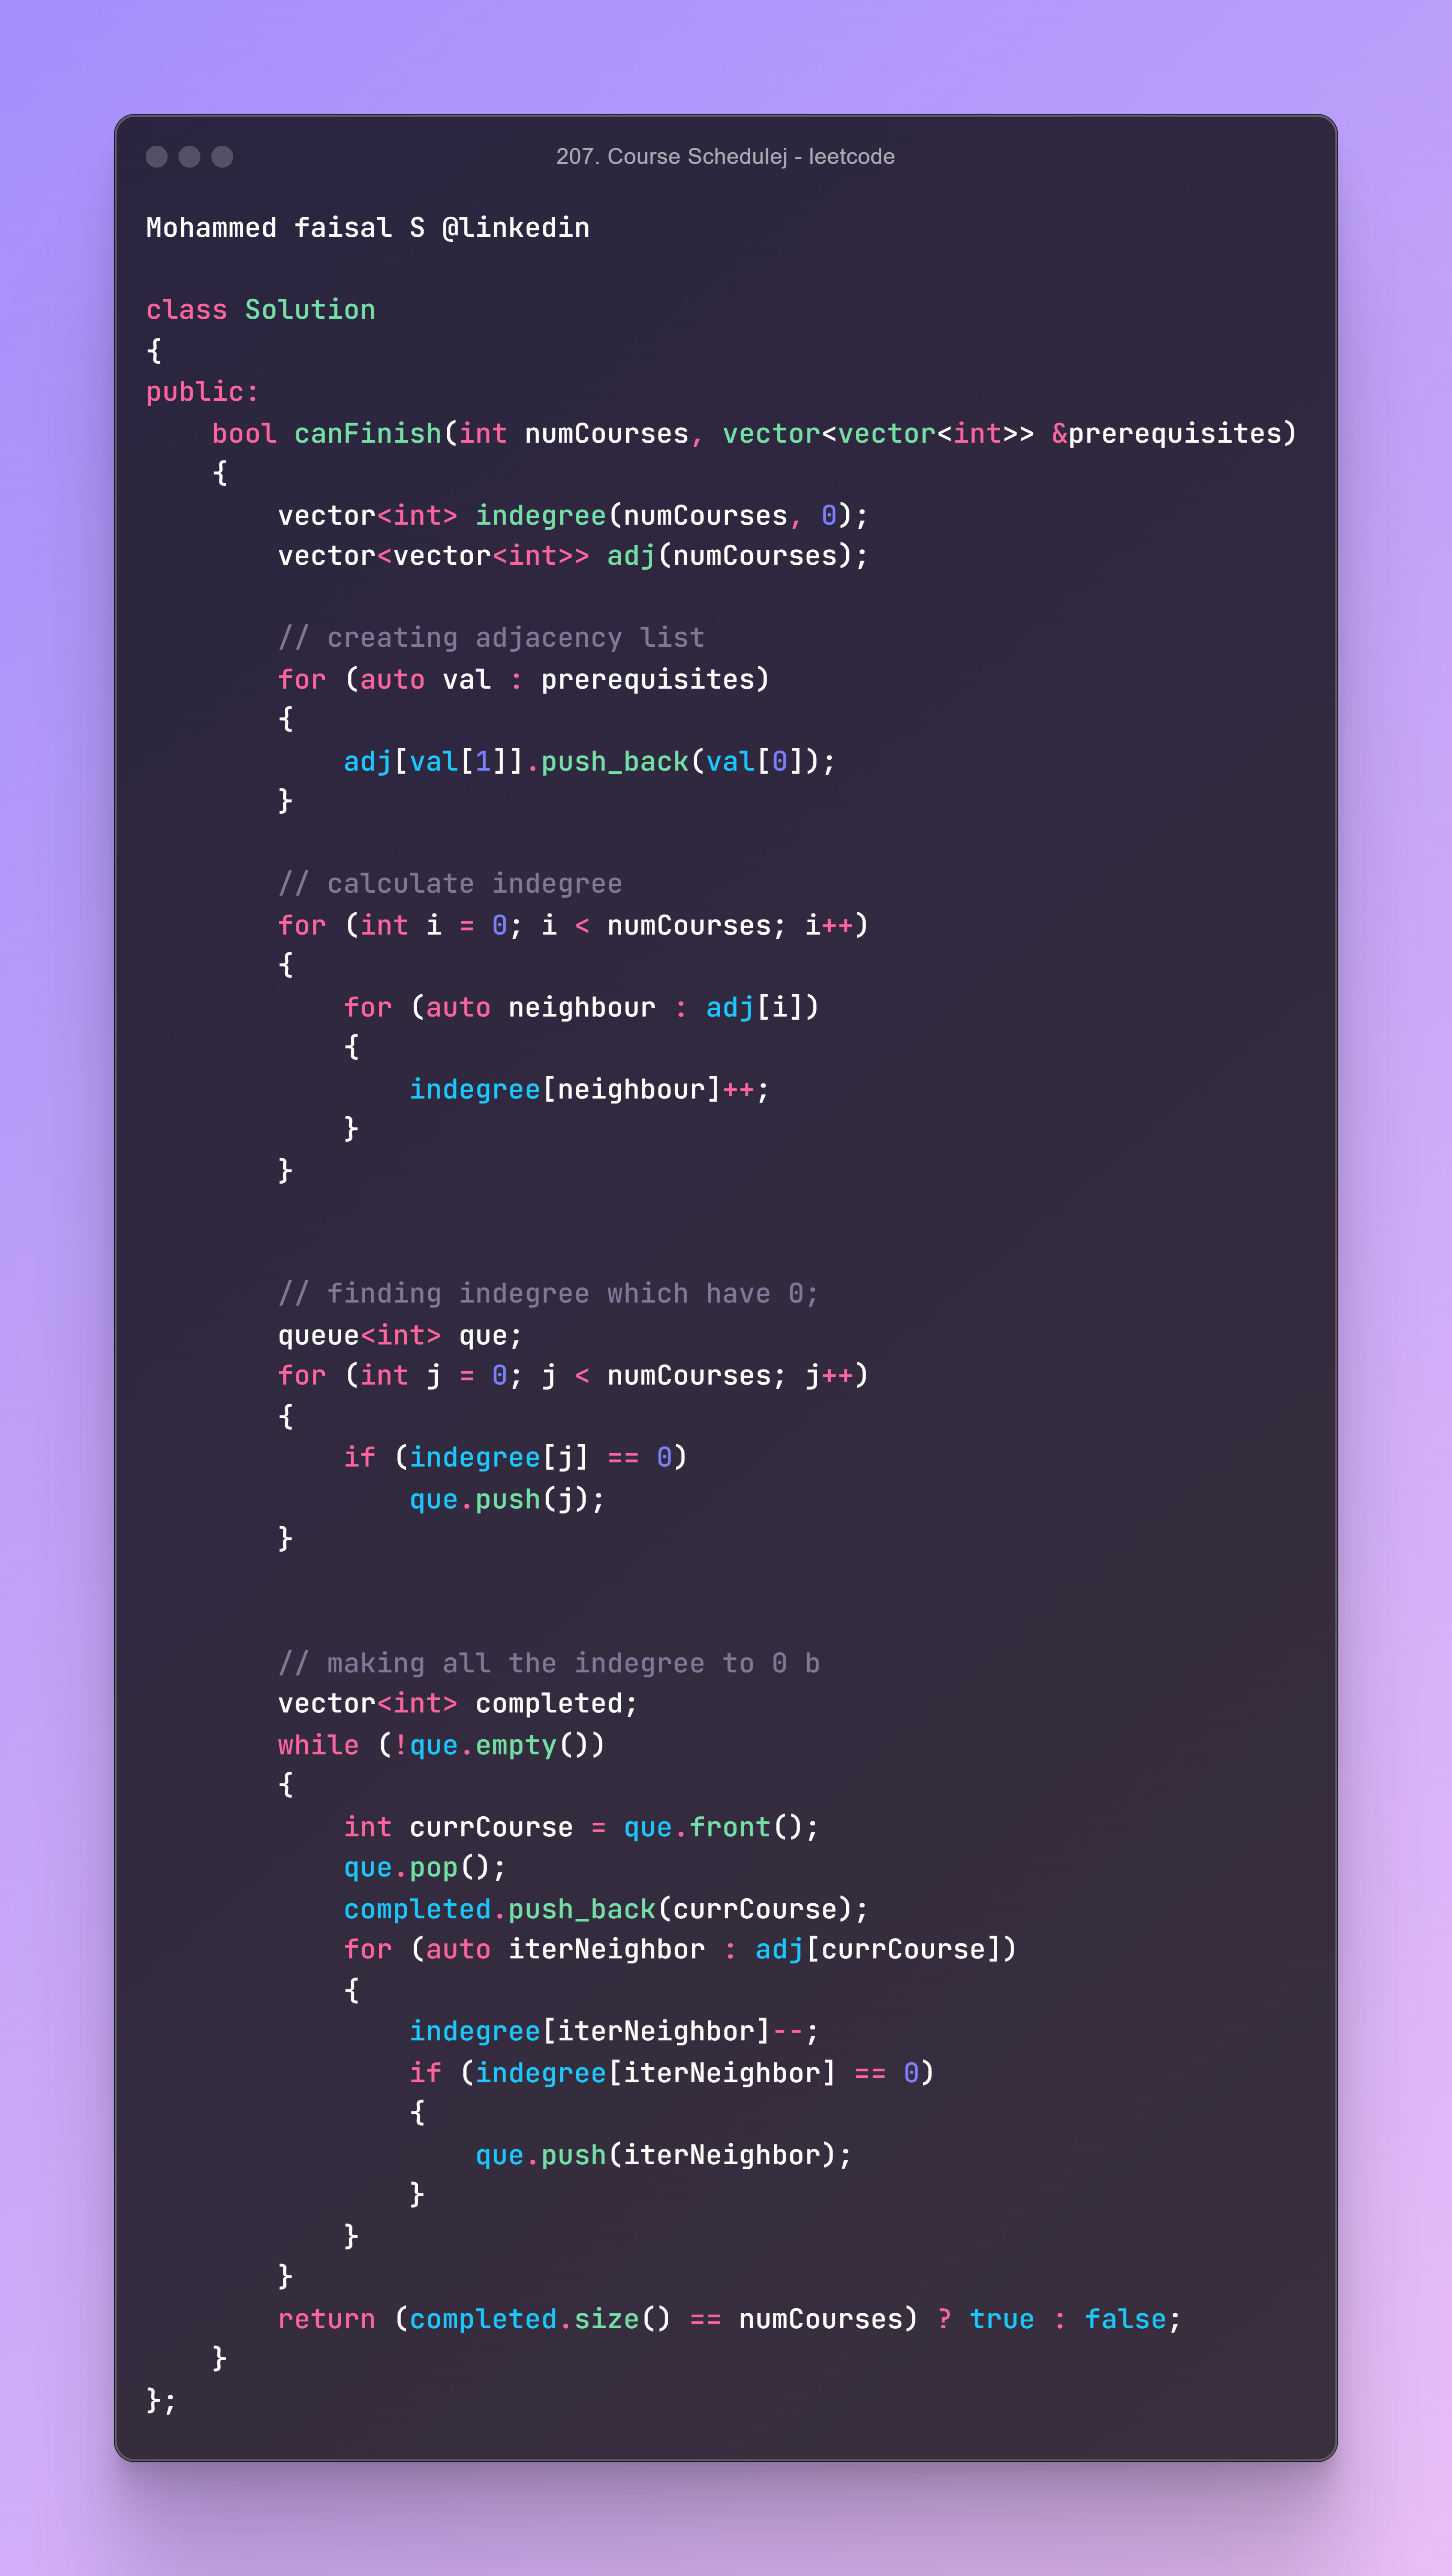 207. Course Schedulej - leetcode
Mohammed faisal S @linkedin
class Solution
{
public:
    bool canFinish(int numCourses, vector<vector<int>> &prerequisites)
    {
        vector<int> indegree(numCourses, 0);
        vector<vector<int>> adj(numCourses);
        // creating adjacency list
        for (auto val : prerequisites)
        {
            adj[val[1]].push_back(val[0]);
        }
        // calculate indegree
        for (int i = 0; i < numCourses; i++)
        {
            for (auto neighbour : adj[i])
            {
                indegree[neighbour]++;
            }
        }
        // finding indegree which have 0;
        queue<int> que;
        for (int j = 0; j < numCourses; j++)
        {
            if (indegree[j] == 0)
                que.push(j);
        }
        // making all the indegree to 0 b
        vector<int> completed;
        while (!que.empty())
        {
            int currCourse = que.front();
            que.pop();
            completed.push_back(currCourse);
            for (auto iterNeighbor : adj[currCourse])
            {
                indegree[iterNeighbor]--;
                if (indegree[iterNeighbor] == 0)
                {
                    que.push(iterNeighbor);
                }
            }
        }
        return (completed.size() == numCourses) ? true : false;
    }
};